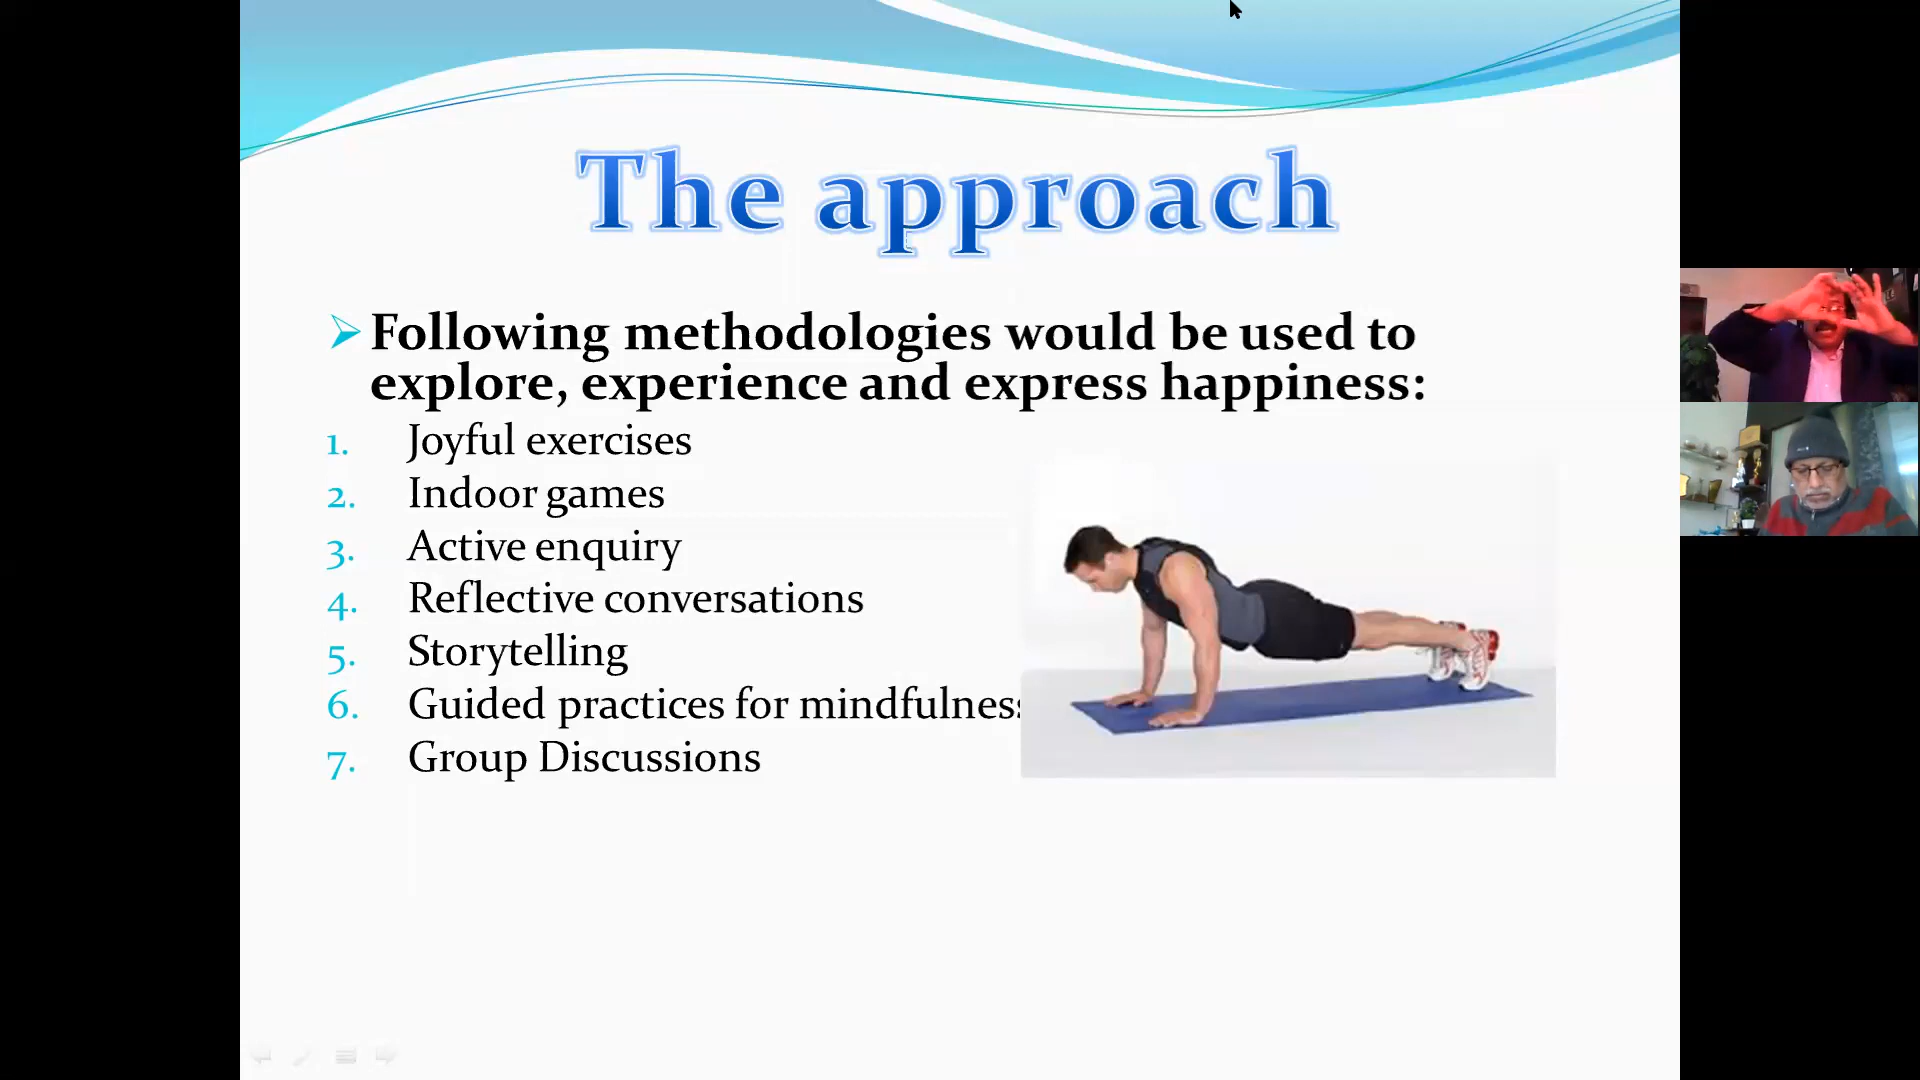 The approach
Following methodologies would be used to
explore, experience and express happiness:
1. Joyful exercises
2. Indoor games
3. Active enquiry
4. Reflective conversations
5. Storytelling
6. Guided practices for mindfulness
7. Group Discussions